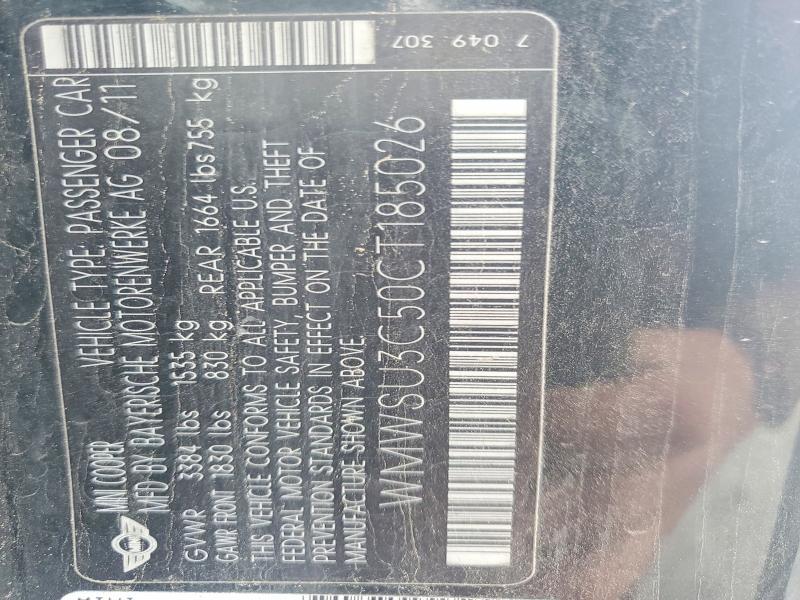 7 049 307
MINI COOPER VEHICLE TYPE: PASSENGER CAR
MFD BY BAYERISCHE MOTORENWERKE AG 08/11
GVWR 3384 lbs 1535 kg
GAWR FRONT 1830 lbs 830 kg REAR 1664 lbs 755 kg
THIS VEHICLE CONFORMS TO ALL APPLICABLE U.S.
FEDERAL MOTOR VEHICLE SAFETY, BUMPER AND THEFT
PREVENTION STANDARDS IN EFFECT ON THE DATE OF
MANUFACTURE SHOWN ABOVE.
WMWSU3C50CT185026